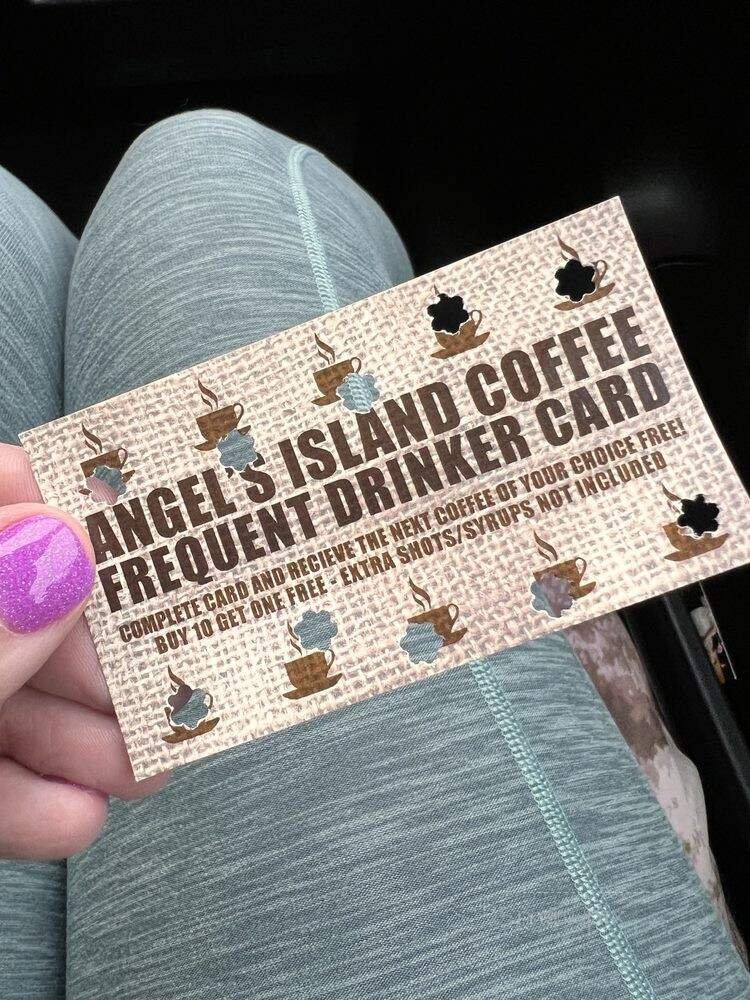 ANGEL'S ISLAND COFFEE
FREQUENT DRINKER CARD
COMPLETE CARD AND RECIEVE THE NEXT COFFEE OF YOUR CHOICE FREE!
BUY 10 GET ONE FREE - EXTRA SHOTS/SYRUPS NOT INCLUDED